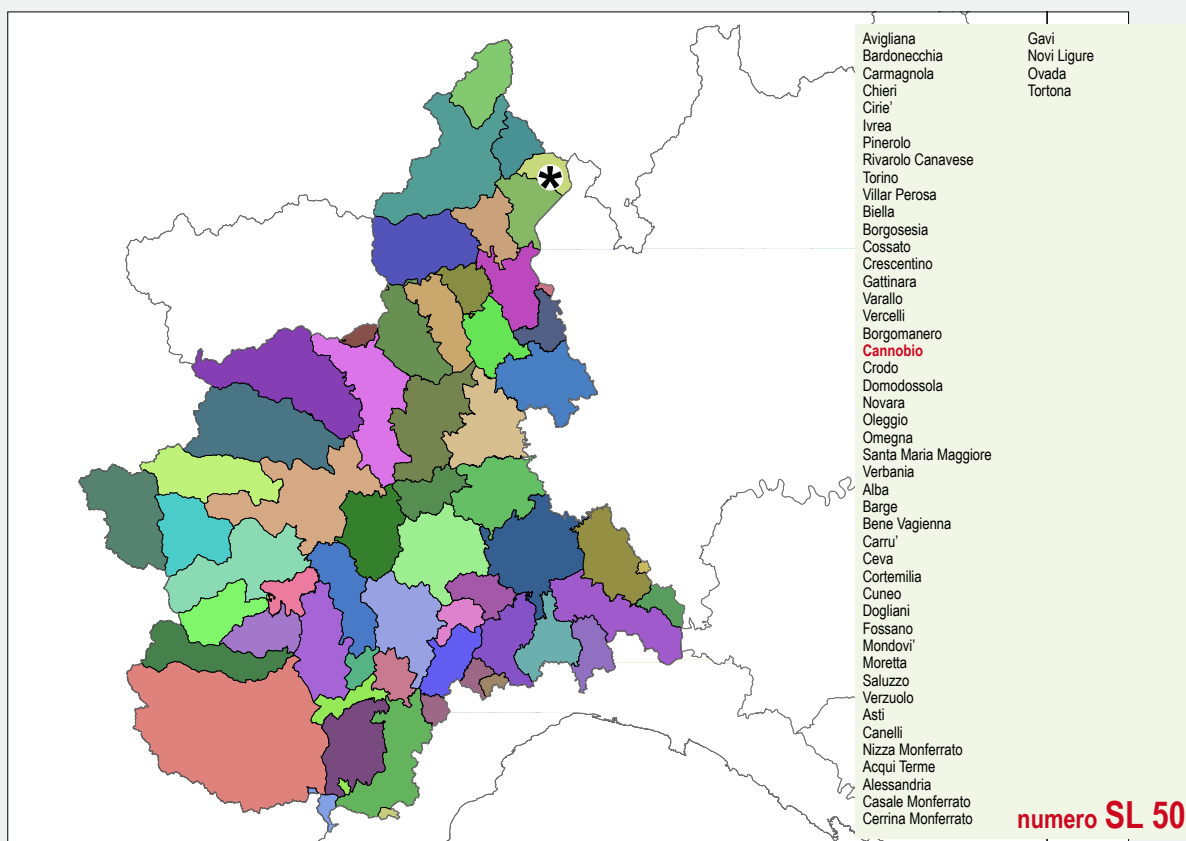 Avigliana
Bardonecchia
Carmagnola
Chieri
Cirie'
Ivrea
Pinerolo
Rivarolo Canavese
Torino
Villar Perosa
Biella
Borgosesia
Cossato
Crescentino
Gattinara
Varallo
Vercelli
Borgomanero
Cannobio
Crodo
Domodossola
Novara
Oleggio
Omegna
Santa Maria Maggiore
Verbania
Alba
Barge
Bene Vagienna
Carru'
Ceva
Cortemilia
Cuneo
Dogliani
Fossano
Mondovi'
Moretta
Saluzzo
Verzuolo
Asti
Canelli
Nizza Monferrato
Acqui Terme
Alessandria
Casale Monferrato
Cerrina Monferrato
Gavi
Novi Ligure
Ovada
Tortona
numero SL 50
*